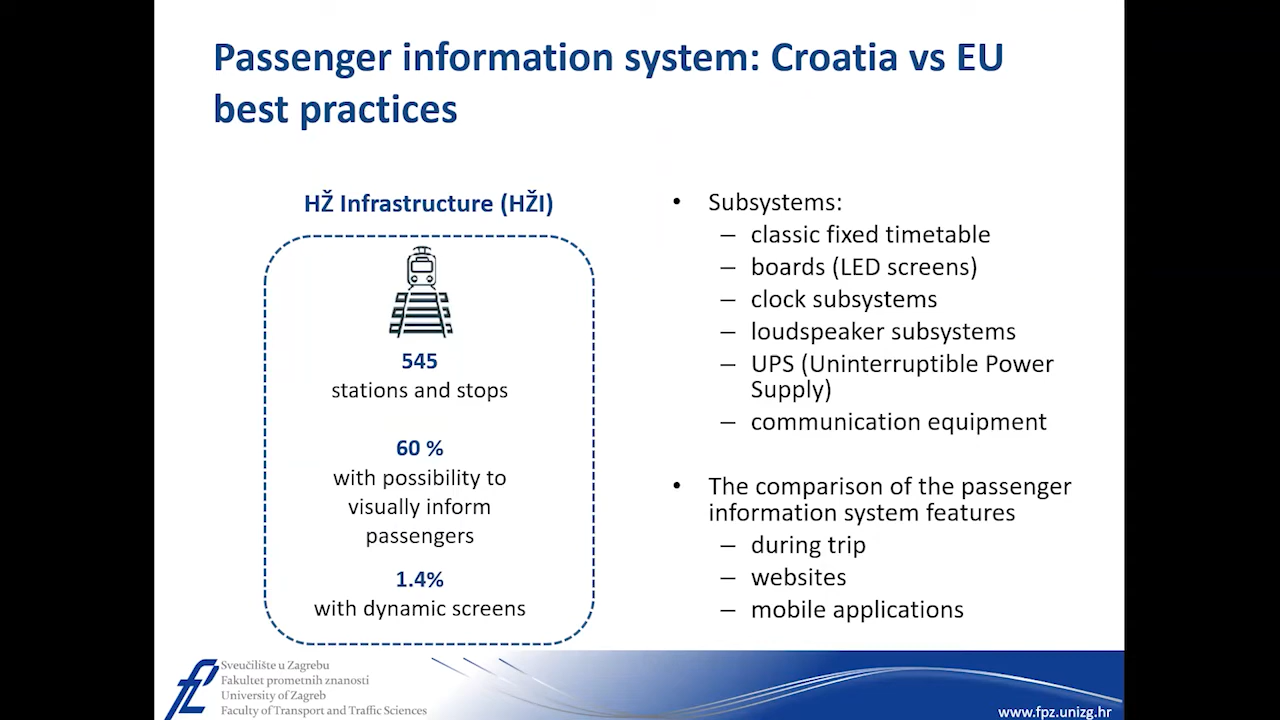 Passenger information system: Croatia vs EU
best practices
HŽ Infrastructure (HŽI)
545
stations and stops
60 %
with possibility to
visually inform
passengers
1.4%
with dynamic screens
• Subsystems:
– classic fixed timetable
– boards (LED screens)
– clock subsystems
– loudspeaker subsystems
– UPS (Uninterruptible Power
Supply)
– communication equipment
• The comparison of the passenger
information system features
– during trip
– websites
– mobile applications
Sveučilište u Zagrebu
Fakultet prometnih znanosti
University of Zagreb
Faculty of Transport and Traffic Sciences
www.fpz.unizg.hr